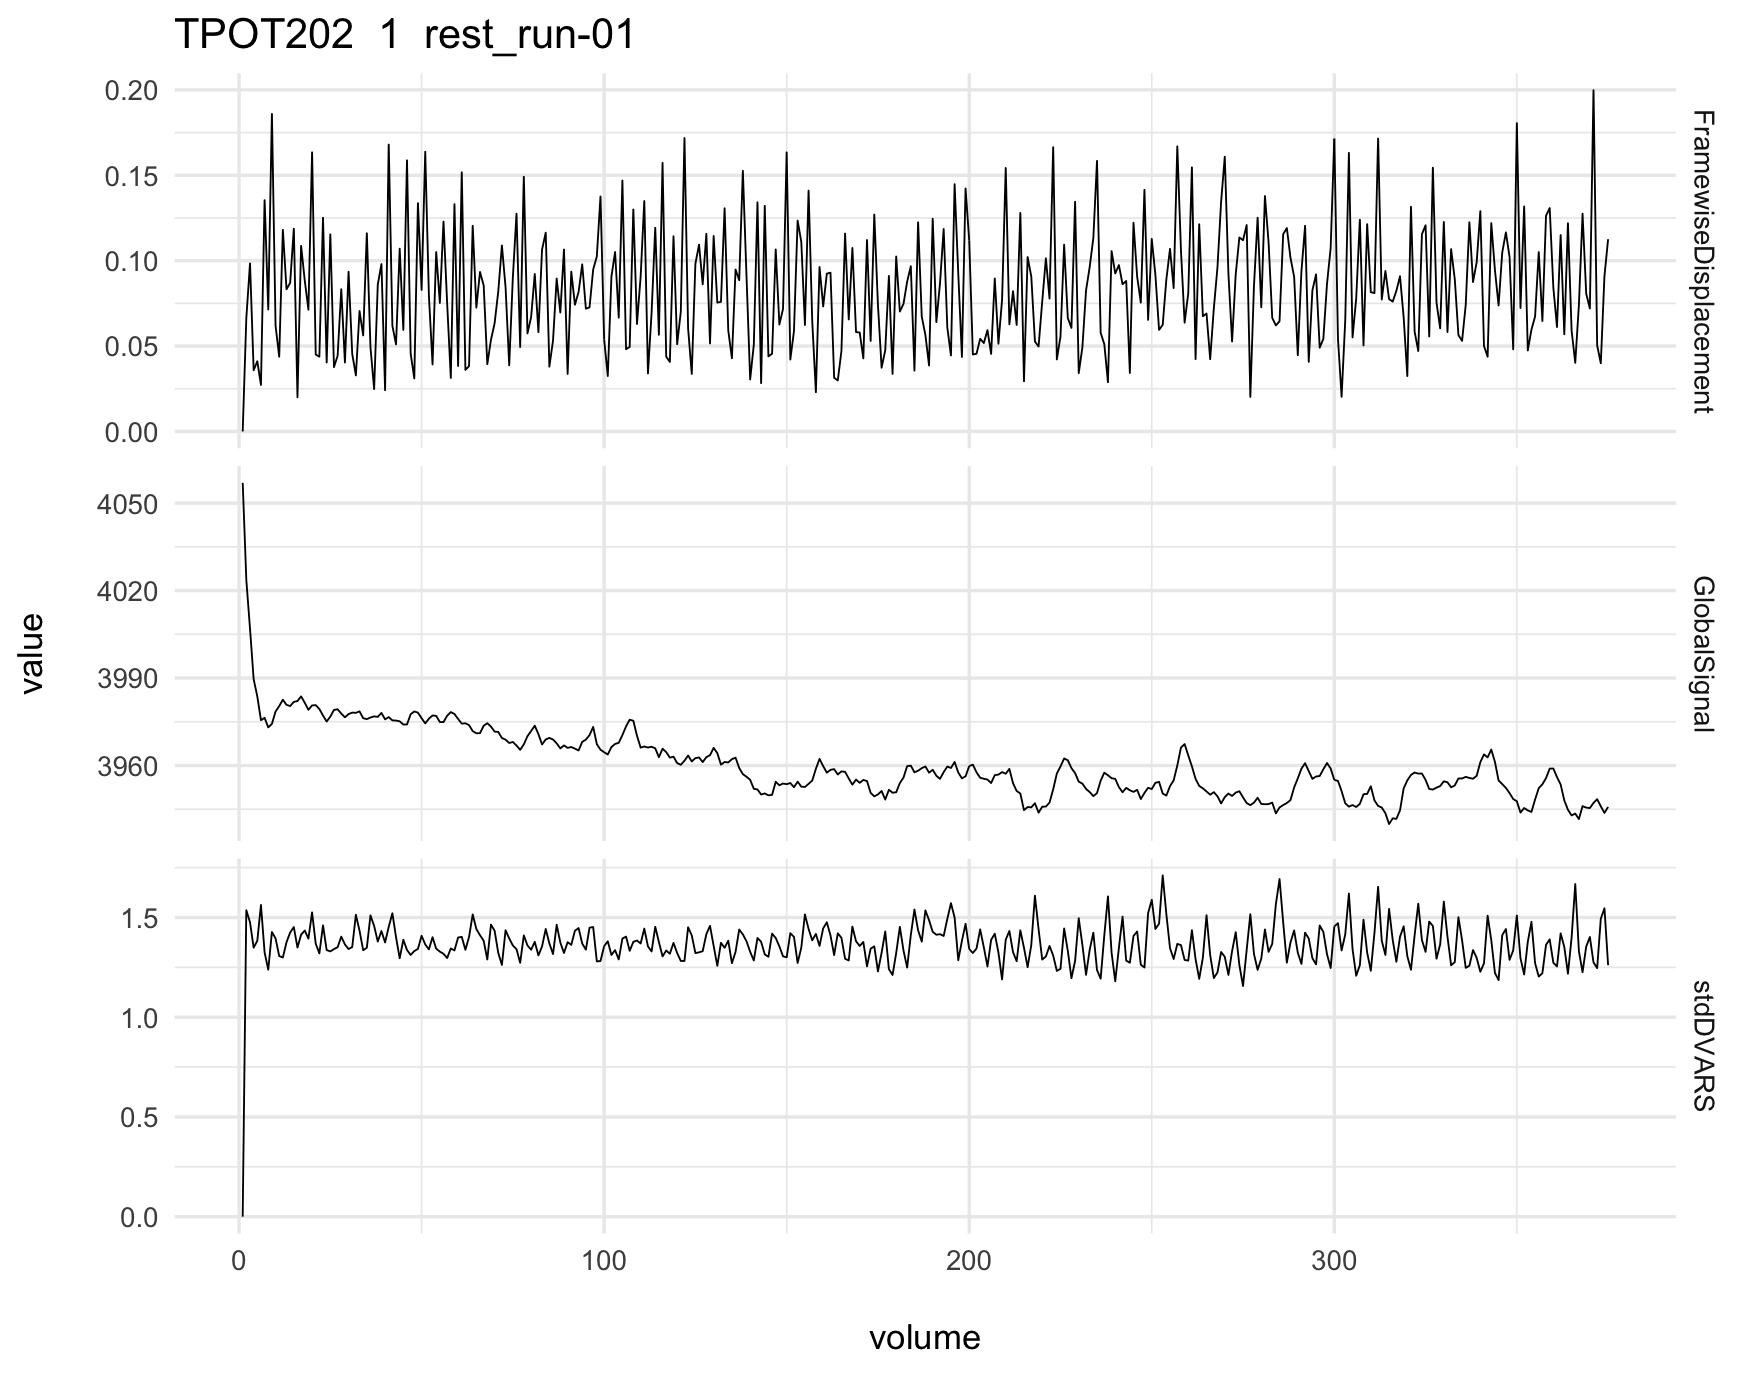 TPOT202  1  rest_run-01
0.20
0.15
0.10
0.05
0.00
FramewiseDisplacement
4050
4020
3990
3960
GlobalSignal
value
1.5
1.0
0.5
0.0
stdDVARS
0 100 200 300
volume